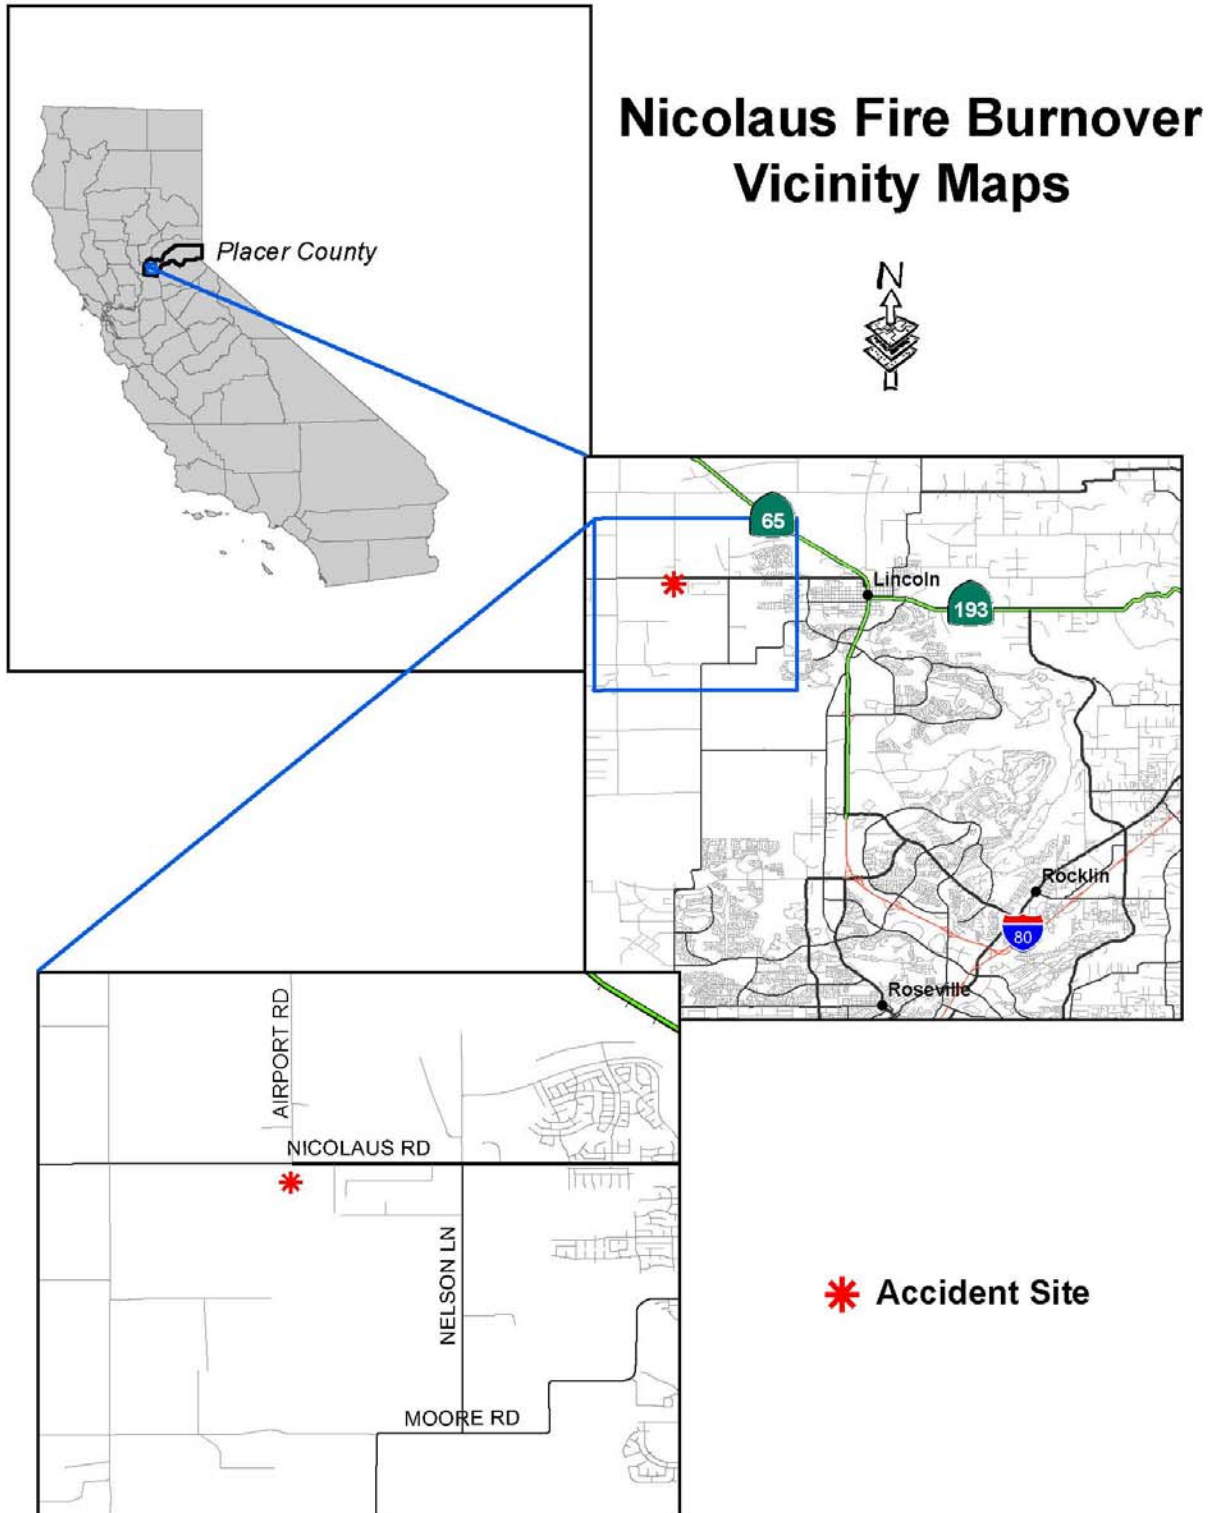 Nicolaus Fire Burnover
Vicinity Maps
Placer County
N
65
Lincoln
193
Rocklin
80
Roseville
AIRPORT RD
NICOLAUS RD
NELSON LN
MOORE RD
Accident Site